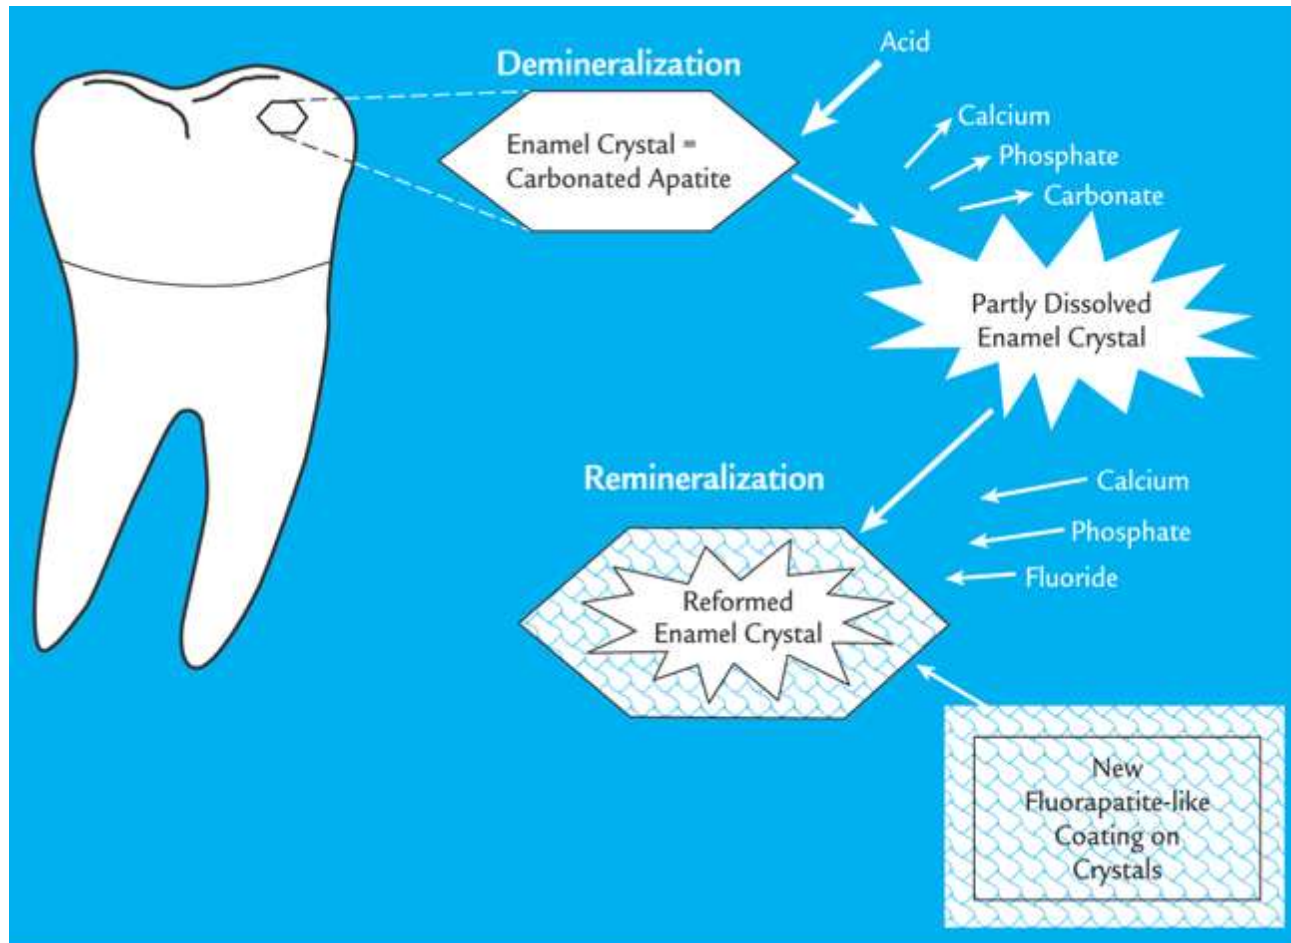 Demineralization
Acid
Enamel Crystal =
Carbonated Apatite
Calcium
Phosphate
Carbonate
Partly Dissolved
Enamel Crystal
Remineralization
Calcium
Phosphate
Fluoride
Reformed
Enamel Crystal
New
Fluorapatite-like
Coating on
Crystals